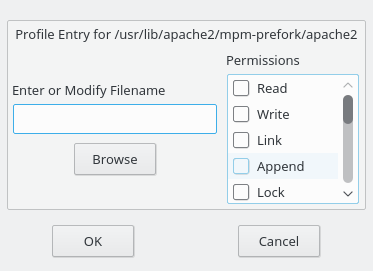 Profile Entry for /usr/lib/apache2/mpm-prefork/apache2
Permissions
Enter or Modify Filename
Browse
Read
Write
Link
Append
Lock
OK
Cancel